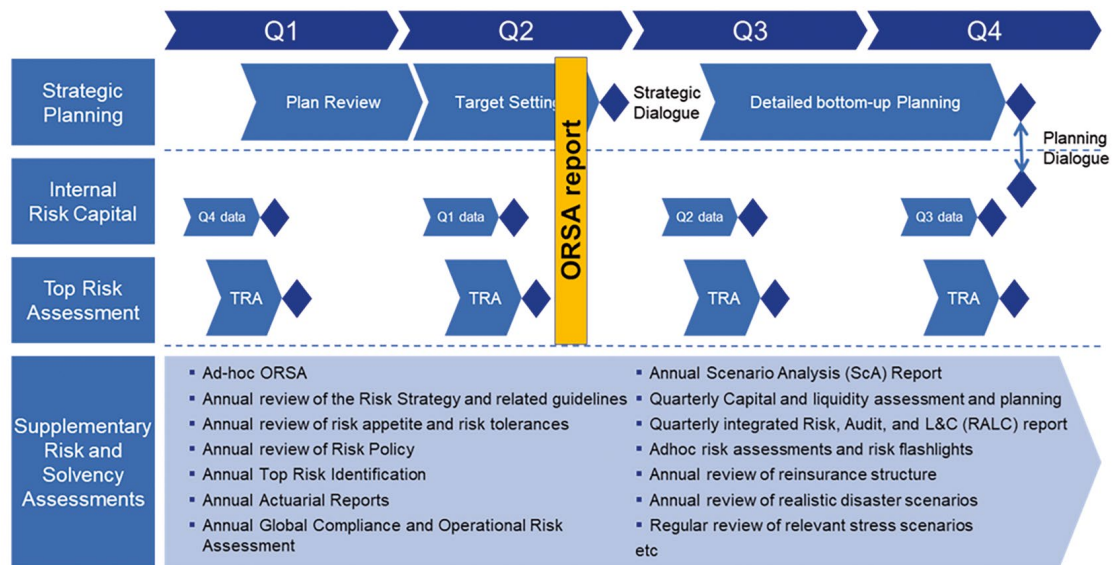 Q1
Q2
Q3
Q4
Strategic
Planning
Plan Review
Target Setting
Strategic
Dialogue
Detailed bottom-up Planning
Planning
Dialogue
ORSA report
Internal
Risk Capital
Q4 data
Q1 data
Q2 data
Q3 data
Top Risk
Assessment
TRA
TRA
TRA
TRA
Supplementary
Risk and
Solvency
Assessments
▪ Ad-hoc ORSA
▪ Annual review of the Risk Strategy and related guidelines
▪ Annual review of risk appetite and risk tolerances
▪ Annual review of Risk Policy
▪ Annual Top Risk Identification
▪ Annual Actuarial Reports
▪ Annual Global Compliance and Operational Risk
Assessment
▪ Annual Scenario Analysis (ScA) Report
▪ Quarterly Capital and liquidity assessment and planning
▪ Quarterly integrated Risk, Audit, and L&C (RALC) report
▪ Adhoc risk assessments and risk flashlights
▪ Annual review of reinsurance structure
▪ Annual review of realistic disaster scenarios
▪ Regular review of relevant stress scenarios
etc